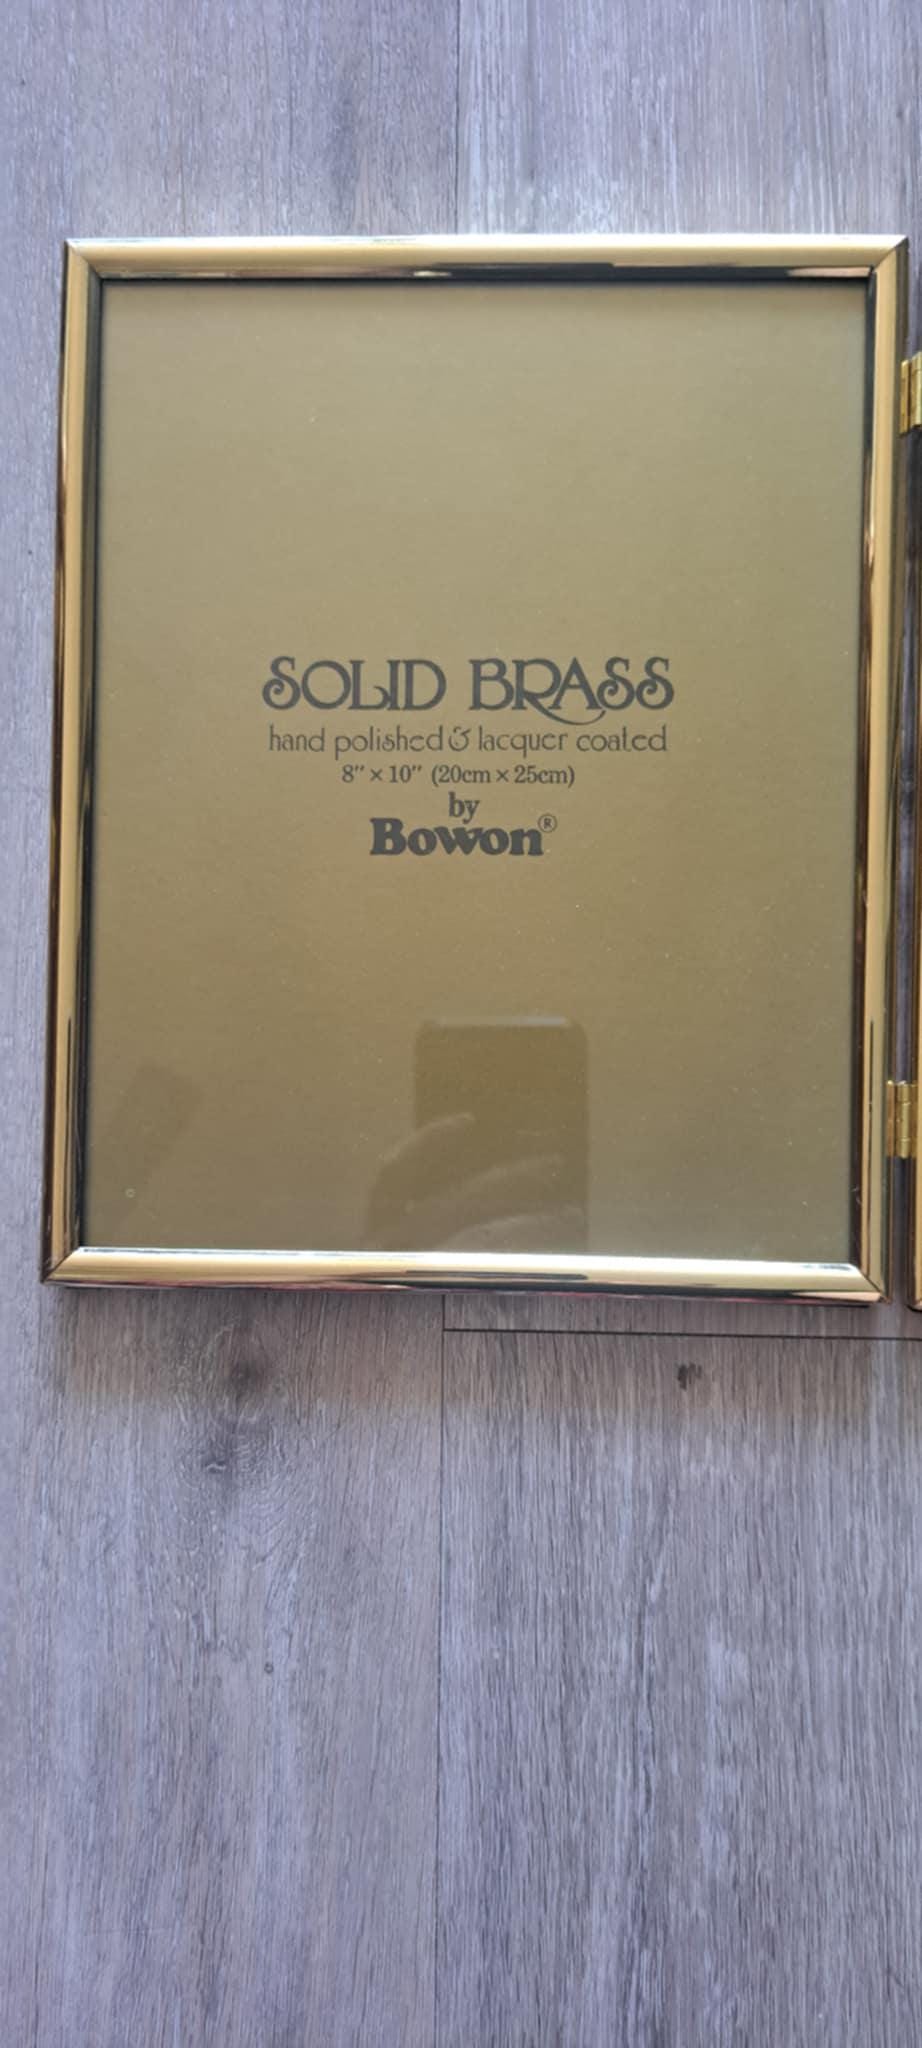 SOLID BRASS
hand polished & lacquer coated
8" × 10" (20cm × 25cm)
by
Bowon®